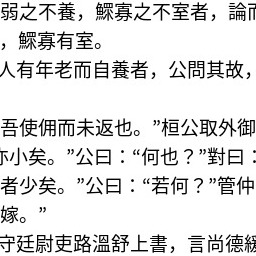 弱之不養，鰥寡之不室者，論而
，鰥寡有室。
人有年老而自養者，公問其故，
吾使佣而未返也。”桓公取外御
亦小矣。”公曰：“何也？”對曰：
者少矣。”公曰：“若何？”管仲
嫁。”
守廷尉吏路溫舒上書，言尚德緩